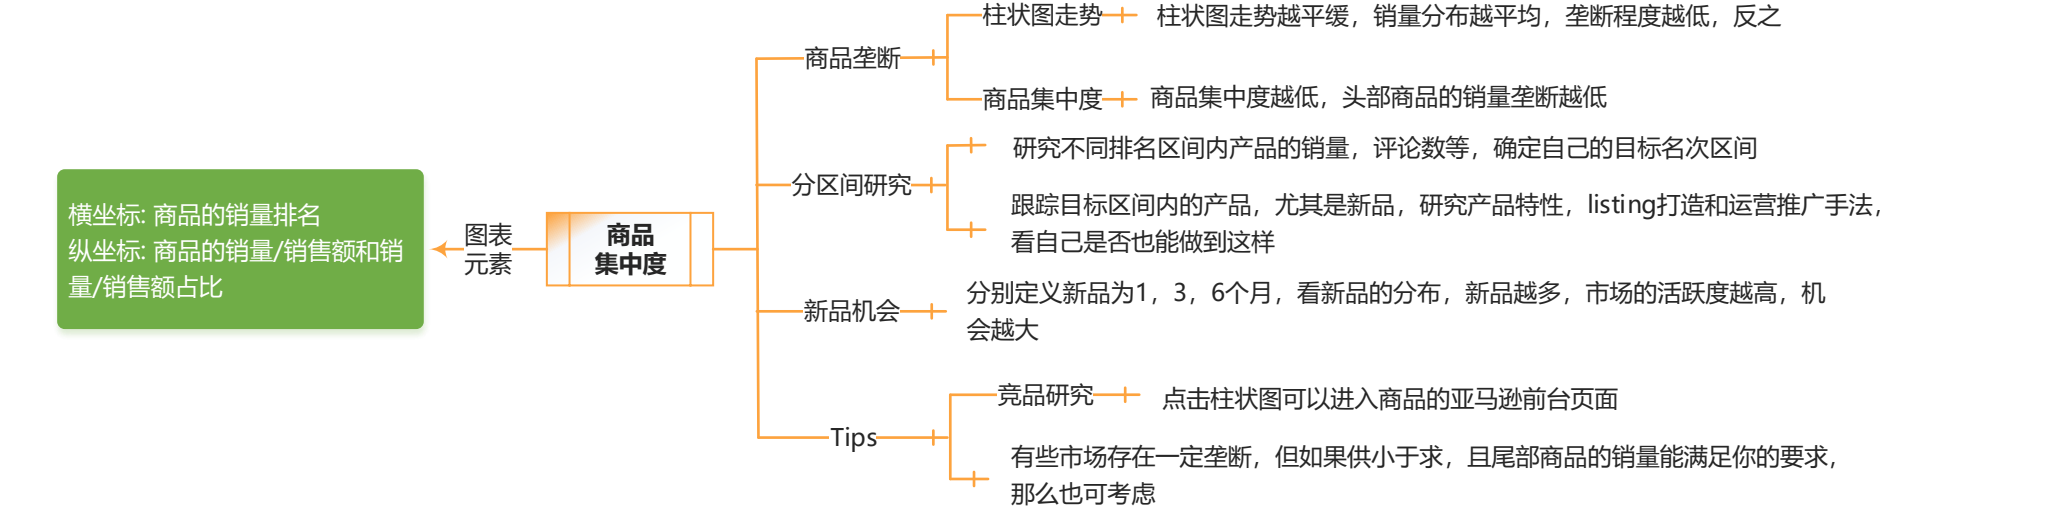 横坐标: 商品的销量排名
纵坐标: 商品的销量/销售额和销
量/销售额占比
图表
元素
商品
集中度
商品垄断
柱状图走势
柱状图走势越平缓，销量分布越平均，垄断程度越低，反之
商品集中度
商品集中度越低，头部商品的销量垄断越低
分区间研究
研究不同排名区间内产品的销量，评论数等，确定自己的目标名次区间
跟踪目标区间内的产品，尤其是新品，研究产品特性，listing打造和运营推广手法，
看自己是否也能做到这样
新品机会
分别定义新品为1，3，6个月，看新品的分布，新品越多，市场的活跃度越高，机
会越大
Tips
竞品研究
点击柱状图可以进入商品的亚马逊前台页面
有些市场存在一定垄断，但如果供小于求，且尾部商品的销量能满足你的要求，
那么也可考虑